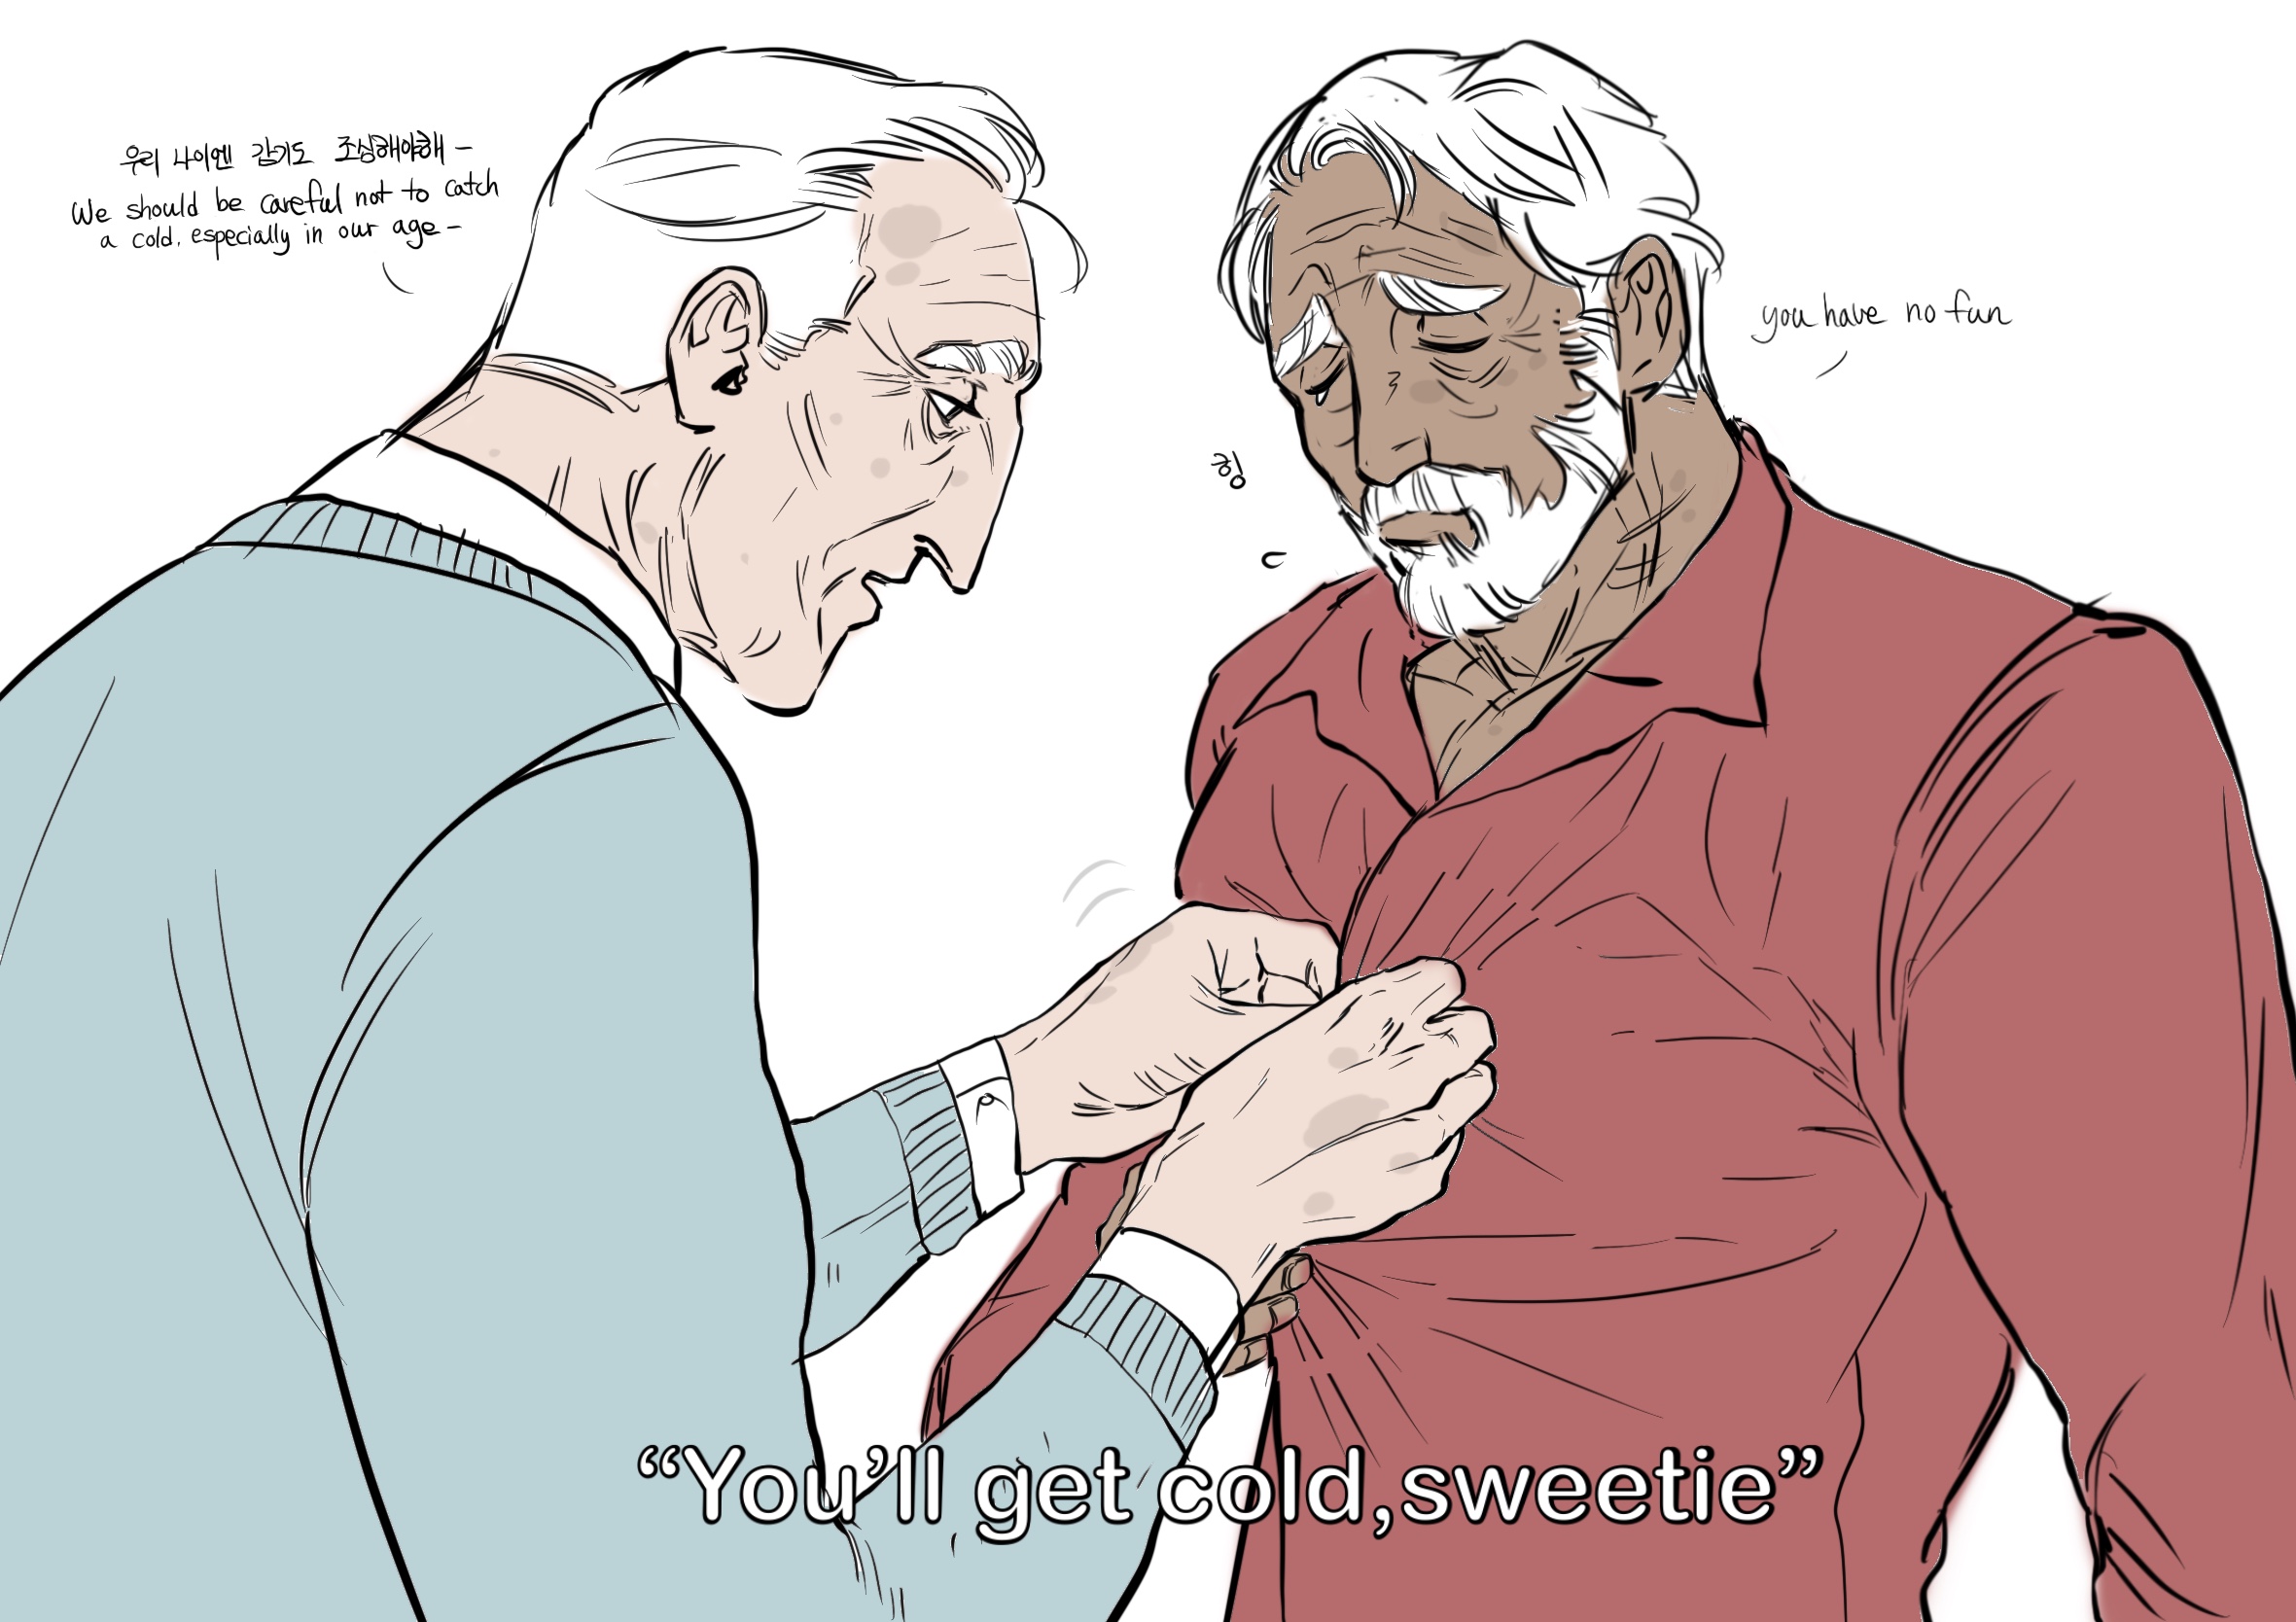 우리 나이엔 감기도 조심해야해 –
We should be careful not to catch
a cold, especially in our age –
you have no fun
힝
“You’ll get cold,sweetie”